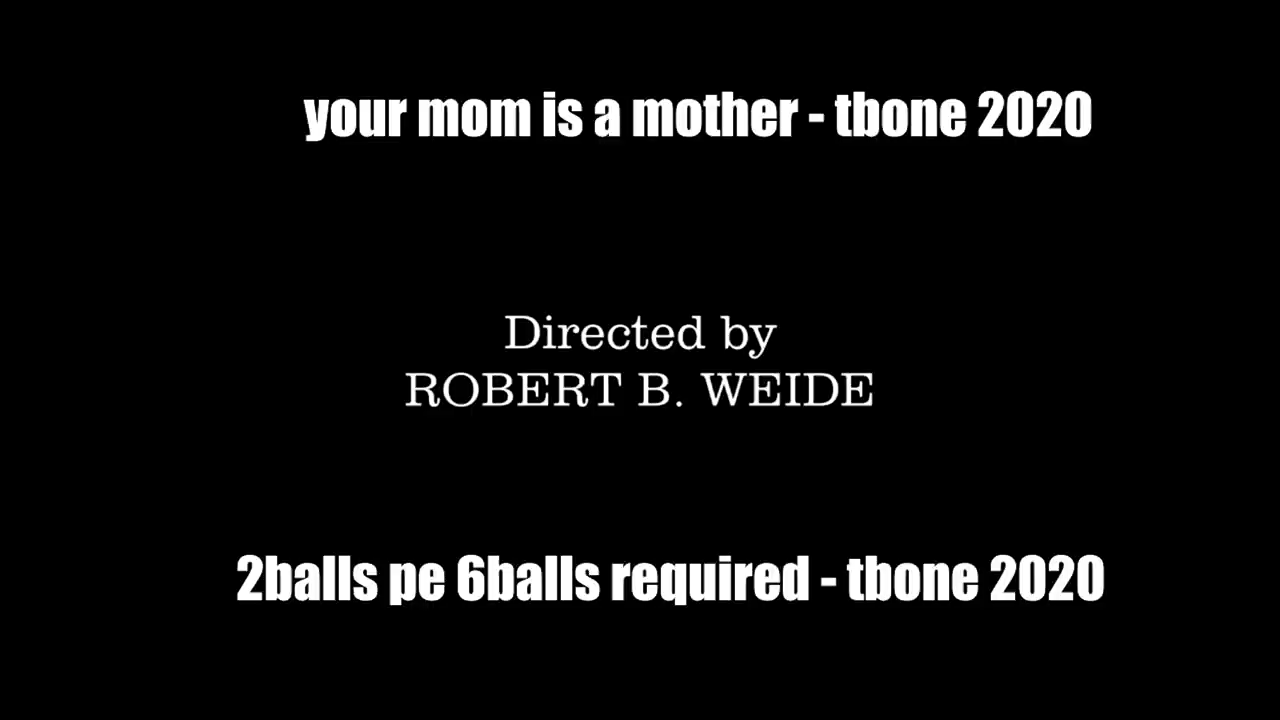 your mom is a mother - tbone 2020
Directed by
ROBERT B. WEIDE
2balls pe 6balls required - tbone 2020